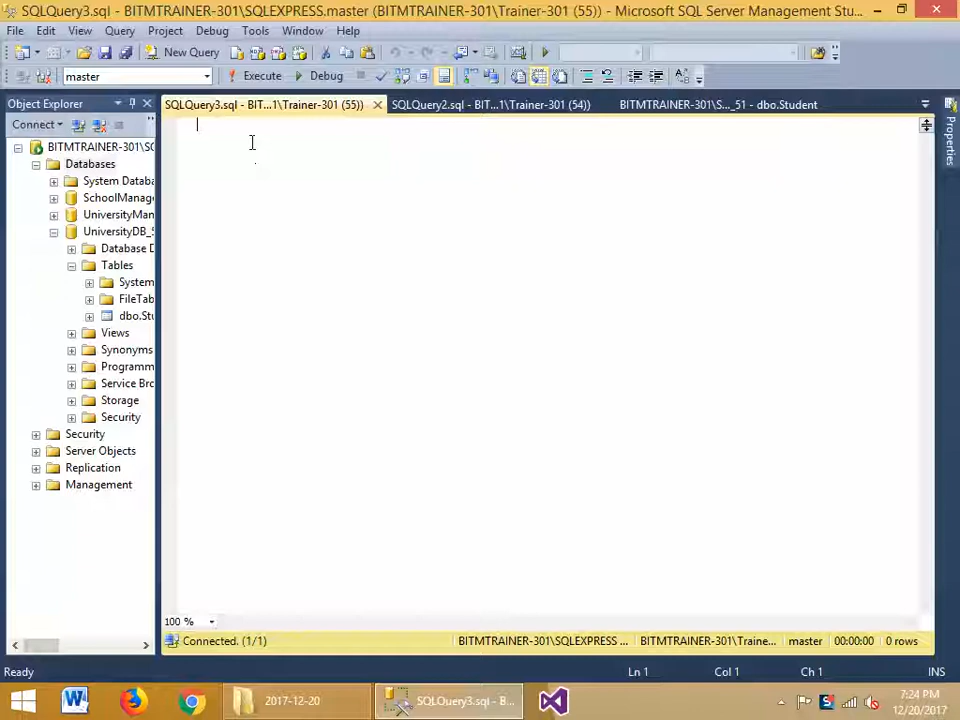 SQLQuery3.sql - BITMTRAINER-301\SQLEXPRESS.master (BITMTRAINER-301\Trainer-301 (55)) - Microsoft SQL Server Management Stu...
File Edit View Query Project Debug Tools Window Help
New Query
master Execute Debug
Object Explorer
SQLQuery3.sql - BIT...1\Trainer-301 (55)) SQLQuery2.sql - BIT...1\Trainer-301 (54)) BITMTRAINER-301\S..._51 - dbo.Student
Connect
Properties
BITMTRAINER-301\SQ
Databases
System Databa
SchoolManage
UniversityMan
UniversityDB_
Database D
Tables
System
FileTab
dbo.Stu
Views
Synonyms
Programm
Service Bro
Storage
Security
Security
Server Objects
Replication
Management
100 %
Connected. (1/1) BITMTRAINER-301\SQLEXPRESS ... BITMTRAINER-301\Traine... master 00:00:00 0 rows
Ready Ln 1 Col 1 Ch 1 INS
2017-12-20 SQLQuery3.sql - B...
7:24 PM
12/20/2017